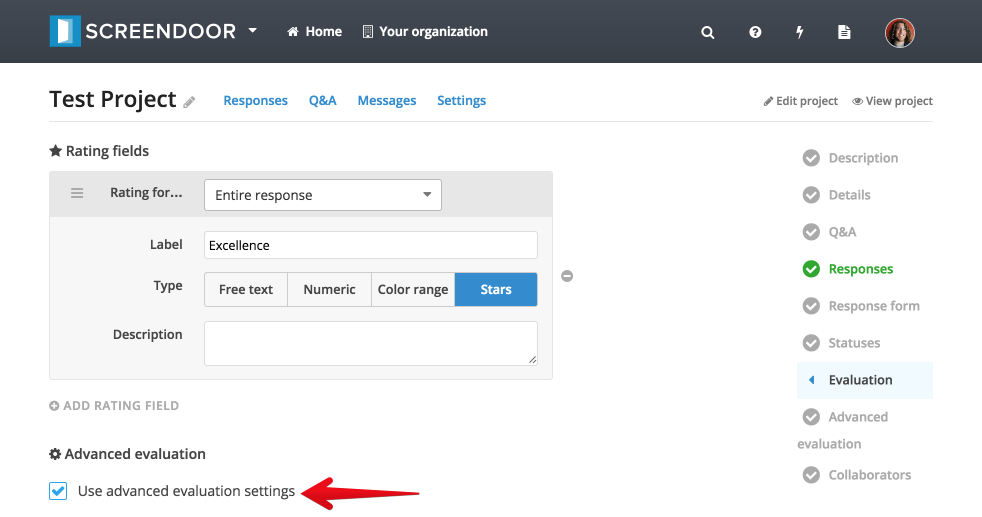 SCREENDOOR Home Your organization
Test Project Responses Q&A Messages Settings Edit project View project
Rating fields
Rating for... Entire response
Label Excellence
Type Free text Numeric Color range Stars
Description
ADD RATING FIELD
Advanced evaluation
Use advanced evaluation settings
Description
Details
Q&A
Responses
Response form
Statuses
Evaluation
Advanced
evaluation
Collaborators